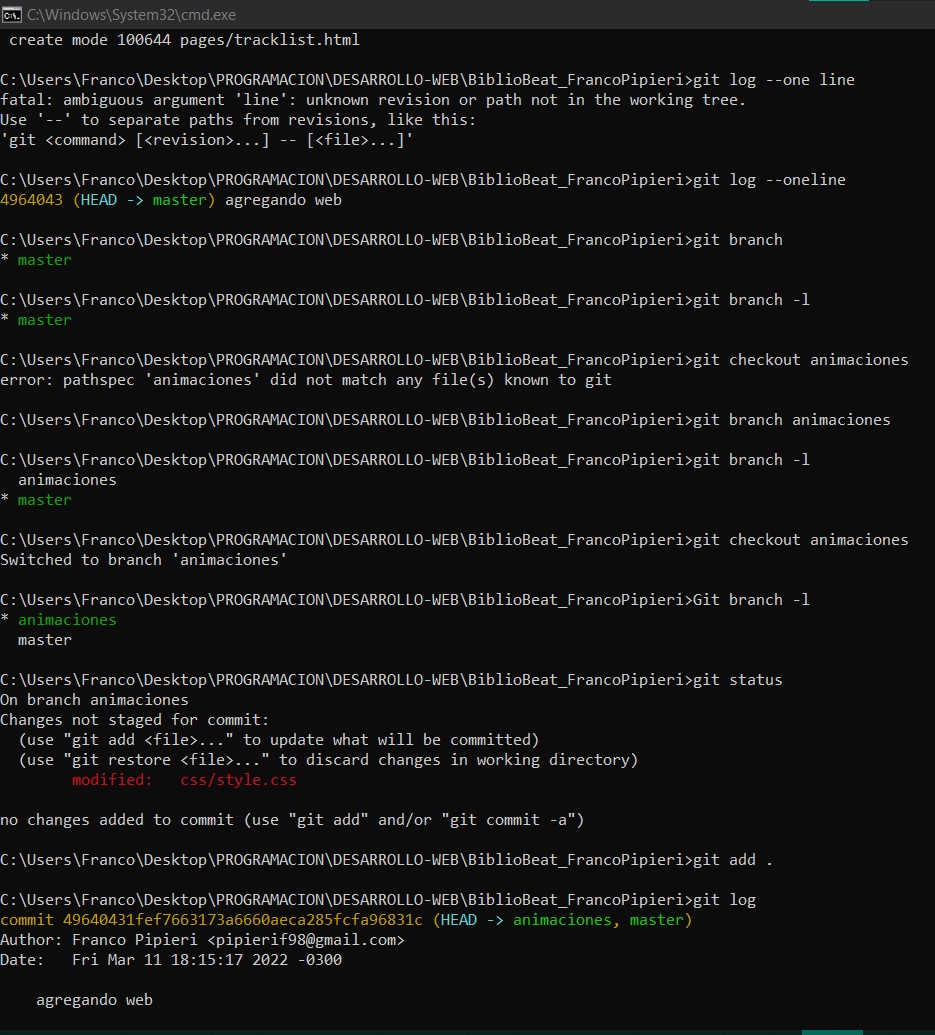 C:\Windows\System32\cmd.exe
create mode 100644 pages/tracklist.html
C:\Users\Franco\Desktop\PROGRAMACION\DESARROLLO-WEB\BiblioBeat_FrancoPipieri>git log --one line
fatal: ambiguous argument 'line': unknown revision or path not in the working tree.
Use '--' to separate paths from revisions, like this:
'git <command> [<revision>...] -- [<file>...]'
C:\Users\Franco\Desktop\PROGRAMACION\DESARROLLO-WEB\BiblioBeat_FrancoPipieri>git log --oneline
4964043 (HEAD -> master) agregando web
C:\Users\Franco\Desktop\PROGRAMACION\DESARROLLO-WEB\BiblioBeat_FrancoPipieri>git branch
* master
C:\Users\Franco\Desktop\PROGRAMACION\DESARROLLO-WEB\BiblioBeat_FrancoPipieri>git branch -l
* master
C:\Users\Franco\Desktop\PROGRAMACION\DESARROLLO-WEB\BiblioBeat_FrancoPipieri>git checkout animaciones
error: pathspec 'animaciones' did not match any file(s) known to git
C:\Users\Franco\Desktop\PROGRAMACION\DESARROLLO-WEB\BiblioBeat_FrancoPipieri>git branch animaciones
C:\Users\Franco\Desktop\PROGRAMACION\DESARROLLO-WEB\BiblioBeat_FrancoPipieri>git branch -l
animaciones
* master
C:\Users\Franco\Desktop\PROGRAMACION\DESARROLLO-WEB\BiblioBeat_FrancoPipieri>git checkout animaciones
Switched to branch 'animaciones'
C:\Users\Franco\Desktop\PROGRAMACION\DESARROLLO-WEB\BiblioBeat_FrancoPipieri>Git branch -l
* animaciones
master
C:\Users\Franco\Desktop\PROGRAMACION\DESARROLLO-WEB\BiblioBeat_FrancoPipieri>git status
On branch animaciones
Changes not staged for commit:
(use "git add <file>..." to update what will be committed)
(use "git restore <file>..." to discard changes in working directory)
modified:   css/style.css
no changes added to commit (use "git add" and/or "git commit -a")
C:\Users\Franco\Desktop\PROGRAMACION\DESARROLLO-WEB\BiblioBeat_FrancoPipieri>git add .
C:\Users\Franco\Desktop\PROGRAMACION\DESARROLLO-WEB\BiblioBeat_FrancoPipieri>git log
commit 49640431fef7663173a6660aeca285fcfa96831c (HEAD -> animaciones, master)
Author: Franco Pipieri <pipierif98@gmail.com>
Date:   Fri Mar 11 18:15:17 2022 -0300
agregando web